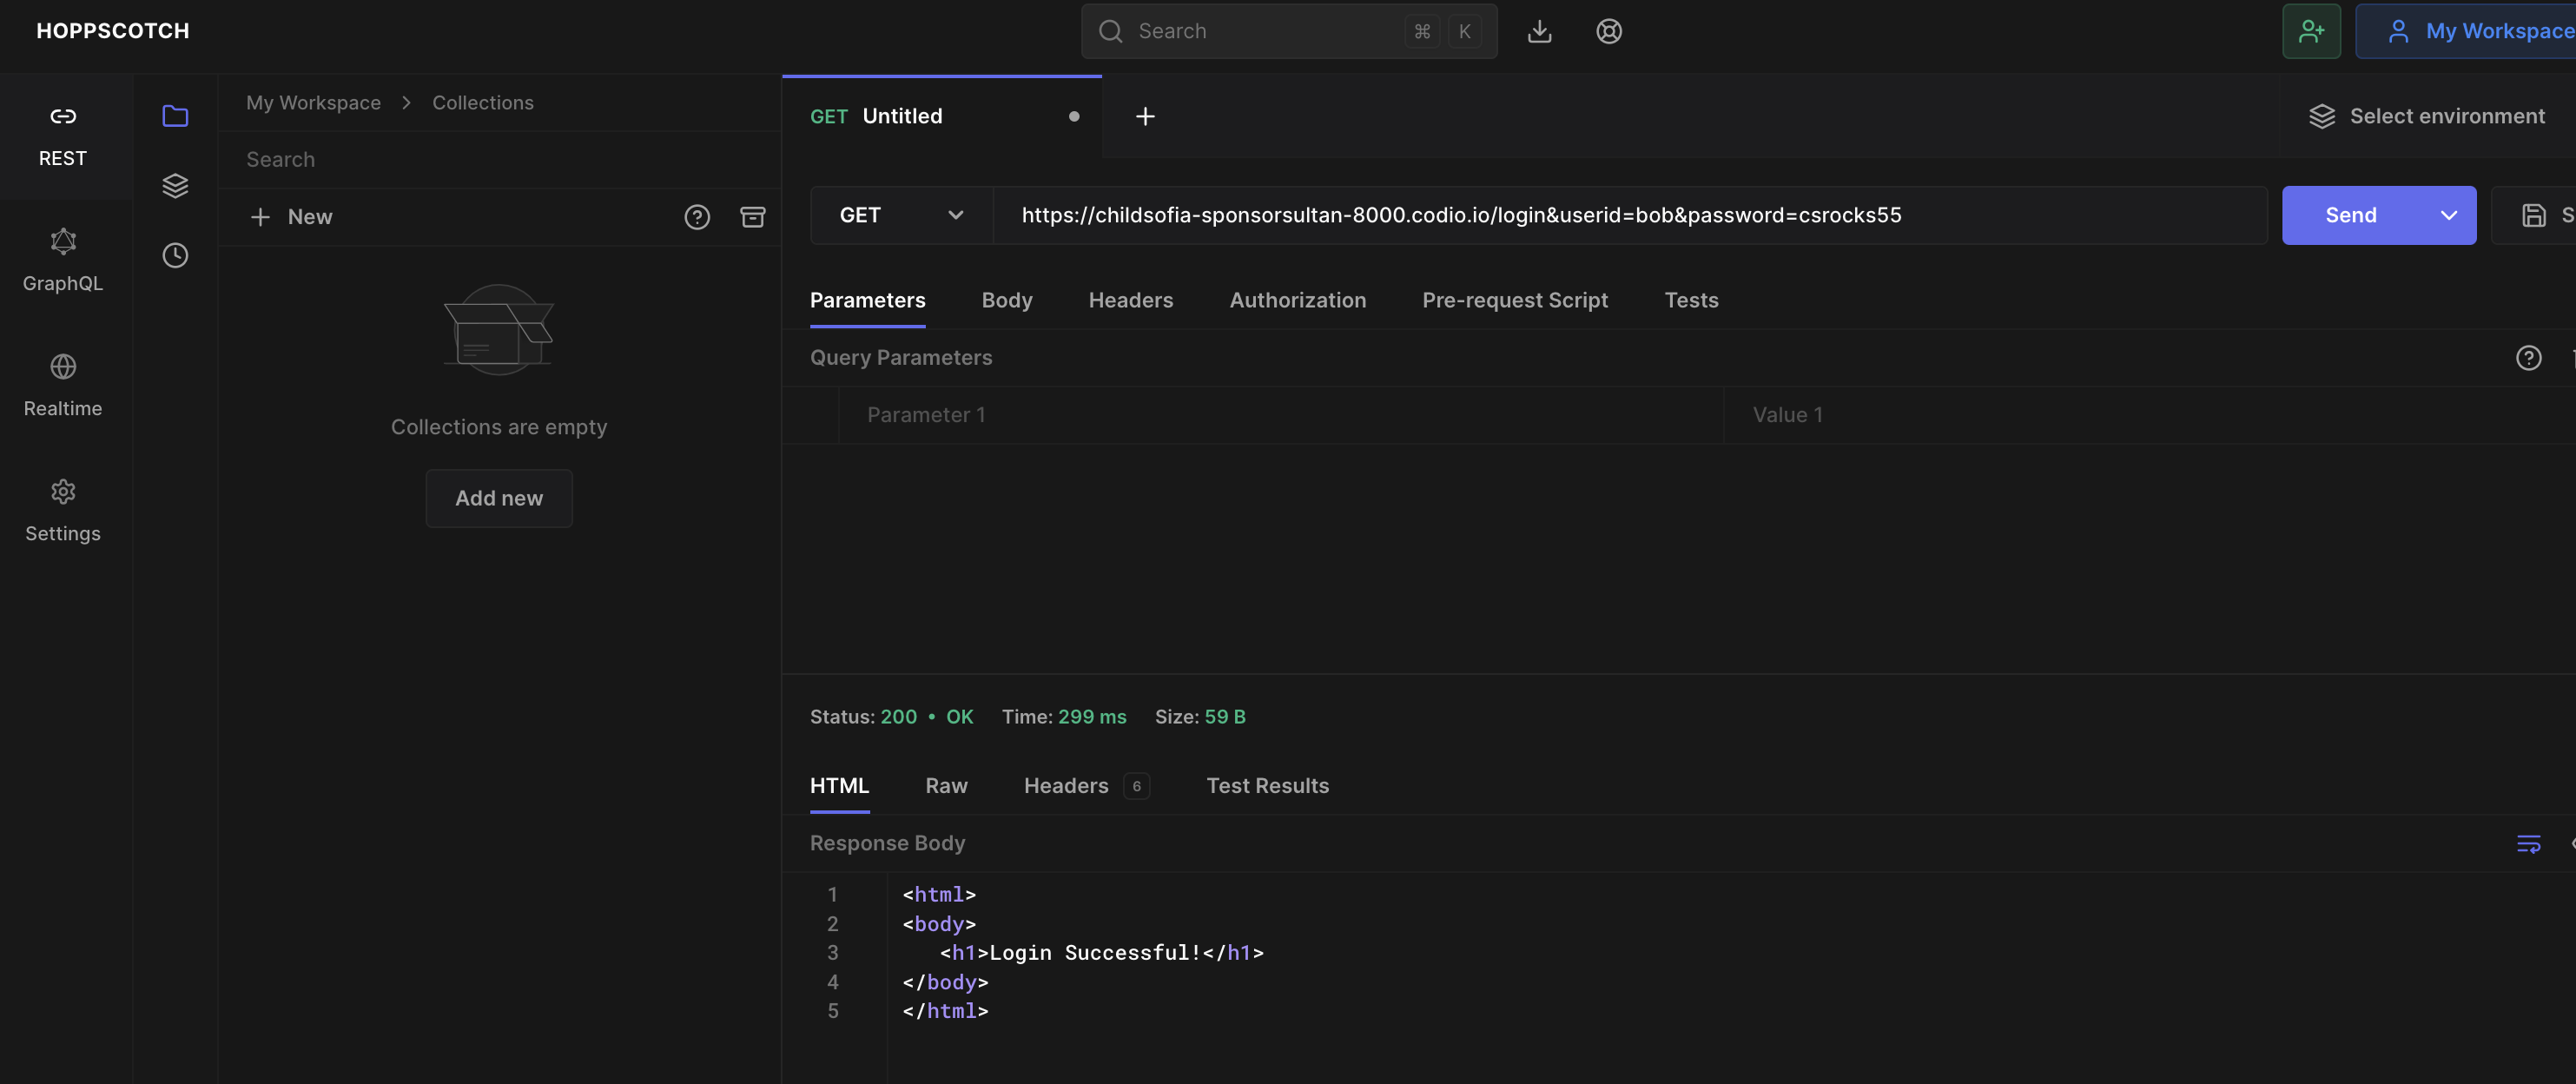 HOPPSCOTCH
Search ⌘ K
My Workspace
REST
GraphQL
Realtime
Settings
My Workspace > Collections
Search
+ New
Collections are empty
Add new
GET Untitled
Select environment
GET https://childsofia-sponsorsultan-8000.codio.io/login&userid=bob&password=csrocks55
Send
S
Parameters Body Headers Authorization Pre-request Script Tests
Query Parameters
Parameter 1 Value 1
Status: 200 • OK Time: 299 ms Size: 59 B
HTML Raw Headers 6 Test Results
Response Body
1 <html>
2 <body>
3 <h1>Login Successful!</h1>
4 </body>
5 </html>